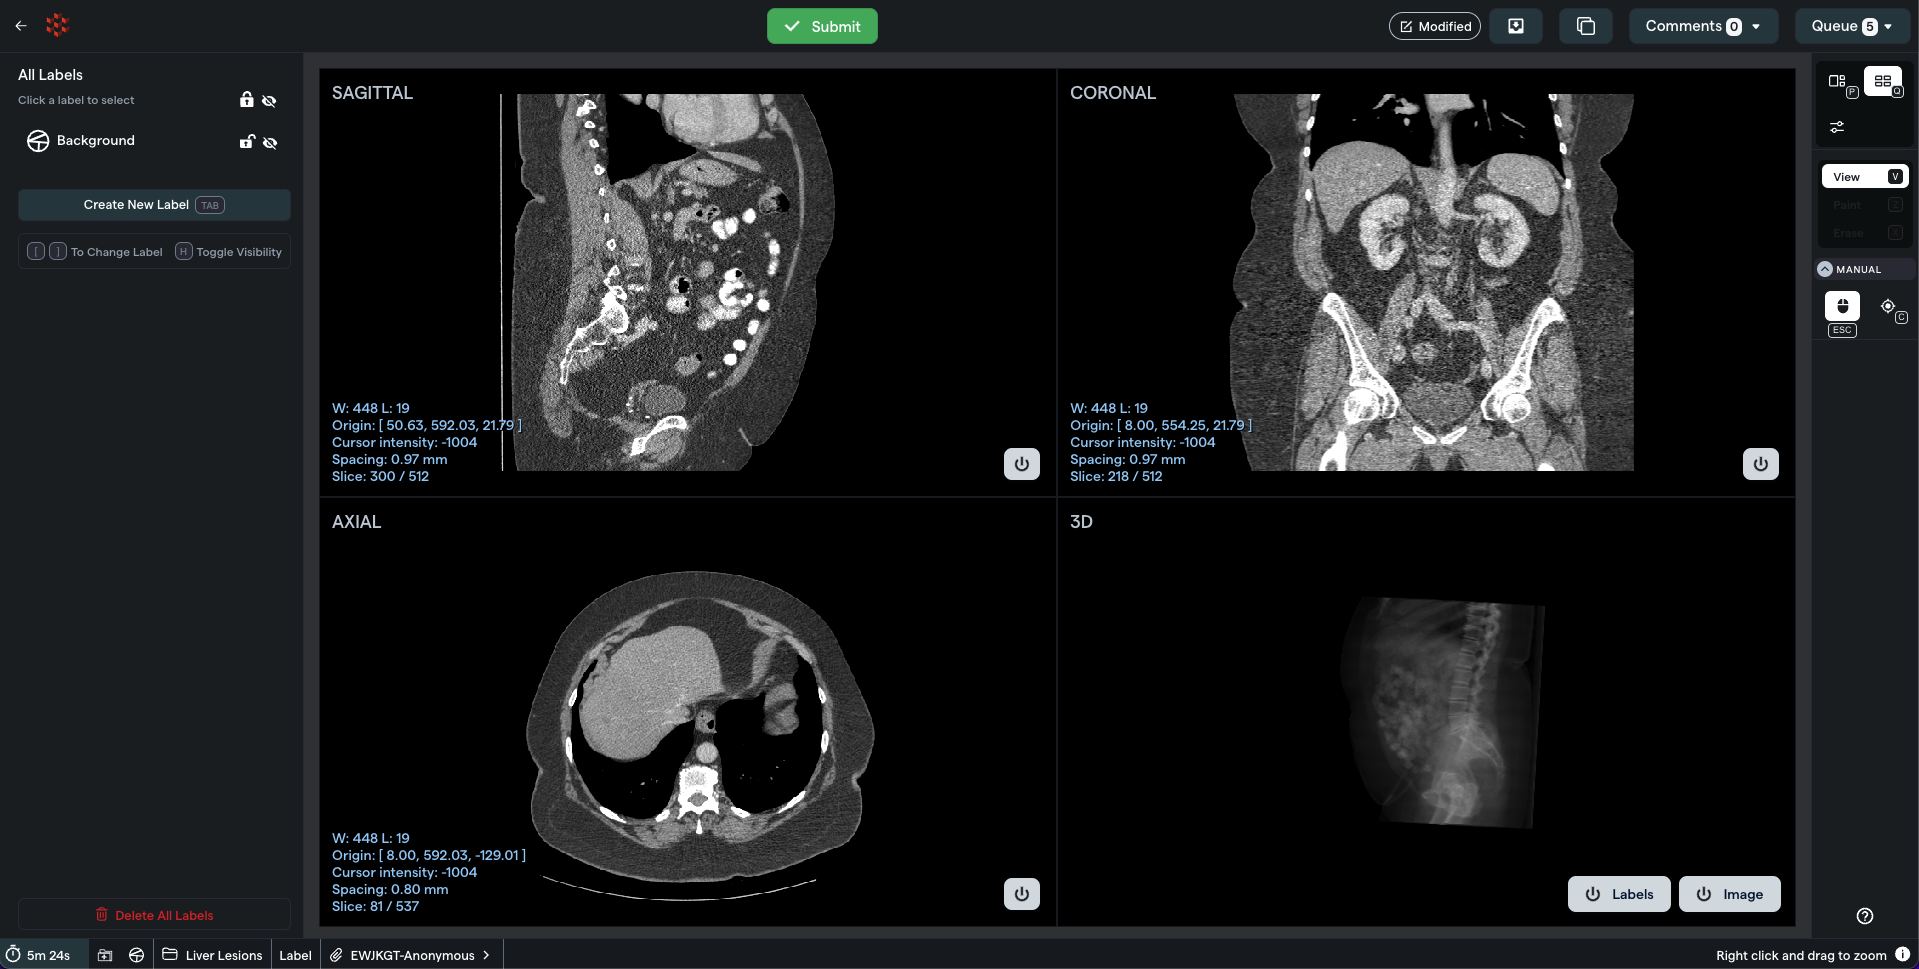 Submit
Modified
Comments 0
Queue 5
All Labels
Click a label to select
Background
Create New Label TAB
[ ] To Change Label H Toggle Visibility
Delete All Labels
SAGITTAL
W: 448 L: 19
Origin: [ 50.63, 592.03, 21.79 ]
Cursor intensity: -1004
Spacing: 0.97 mm
Slice: 300 / 512
CORONAL
W: 448 L: 19
Origin: [ 8.00, 554.25, 21.79 ]
Cursor intensity: -1004
Spacing: 0.97 mm
Slice: 218 / 512
AXIAL
W: 448 L: 19
Origin: [ 8.00, 592.03, -129.01 ]
Cursor intensity: -1004
Spacing: 0.80 mm
Slice: 81 / 537
3D
Labels
Image
P
Q
View V
Paint
Erase
MANUAL
ESC
C
5m 24s
Liver Lesions
Label
EWJKGT-Anonymous
Right click and drag to zoom